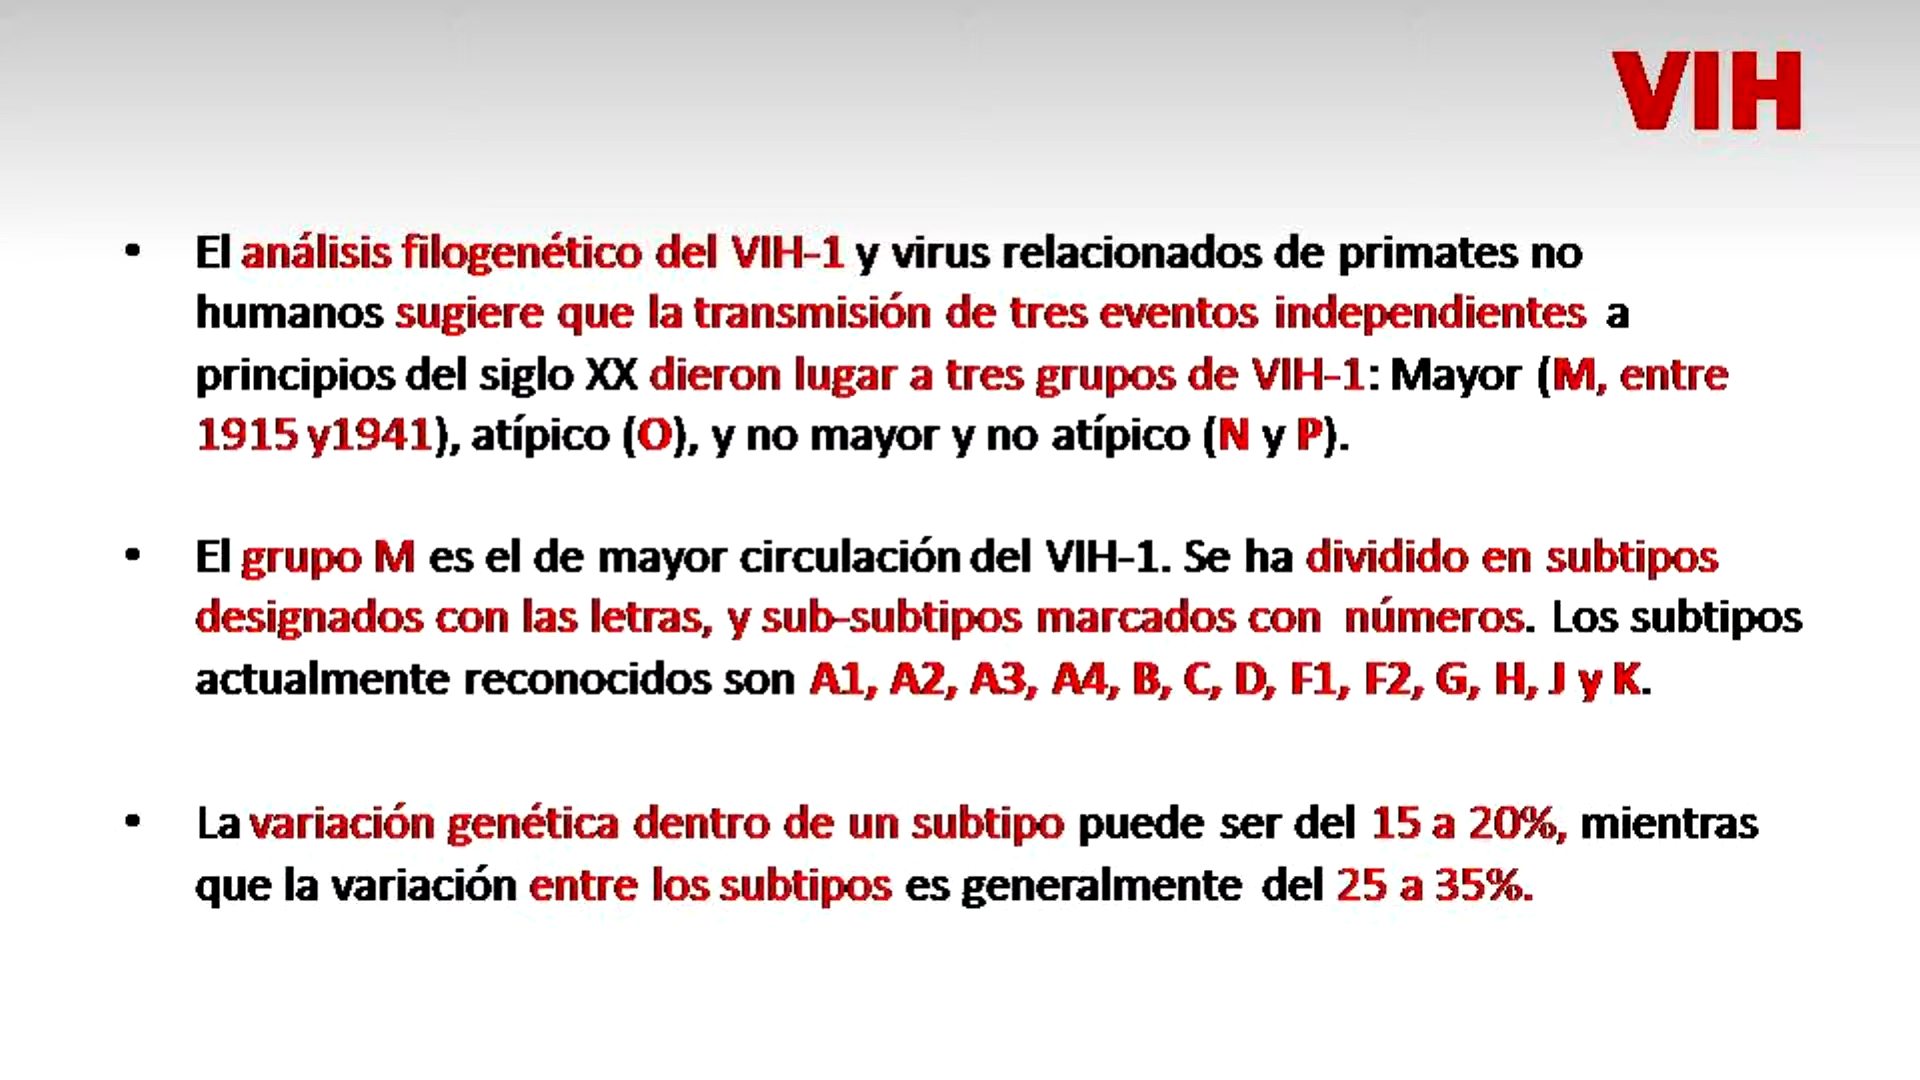 VIH
• El análisis filogenético del VIH-1 y virus relacionados de primates no
humanos sugiere que la transmisión de tres eventos independientes a
principios del siglo XX dieron lugar a tres grupos de VIH-1: Mayor (M, entre
1915 y1941), atípico (O), y no mayor y no atípico (N y P).
• El grupo M es el de mayor circulación del VIH-1. Se ha dividido en subtipos
designados con las letras, y sub-subtipos marcados con números. Los subtipos
actualmente reconocidos son A1, A2, A3, A4, B, C, D, F1, F2, G, H, J y K.
• La variación genética dentro de un subtipo puede ser del 15 a 20%, mientras
que la variación entre los subtipos es generalmente del 25 a 35%.